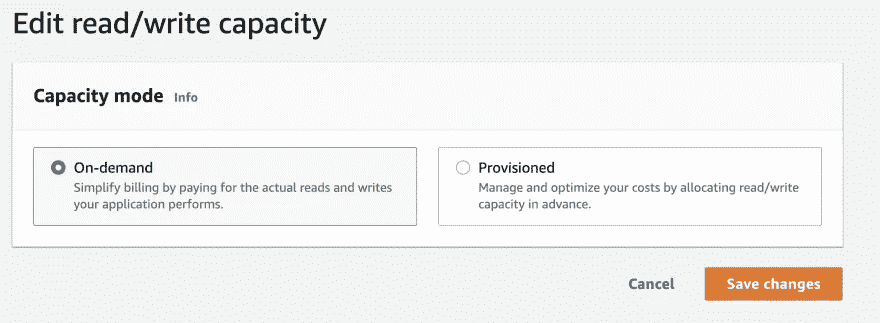 Edit read/write capacity
Capacity mode Info
On-demand
Simplify billing by paying for the actual reads and writes
your application performs.
Provisioned
Manage and optimize your costs by allocating read/write
capacity in advance.
Cancel
Save changes